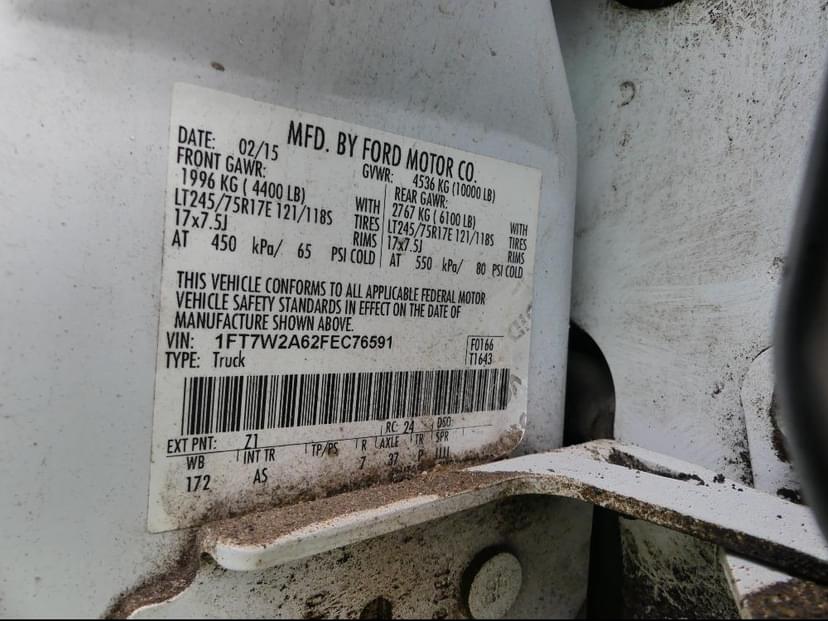 MFD. BY FORD MOTOR CO.
DATE: 02/15
GVWR: 4536 KG (10000 LB)
FRONT GAWR:
1996 KG ( 4400 LB) WITH
LT245/75R17E 121/118S TIRES
17x7.5J RIMS
AT 450 kPa/ 65 PSI COLD
REAR GAWR:
2767 KG ( 6100 LB) WITH
LT245/75R17E 121/118S TIRES
17x7.5J RIMS
AT 550 kPa/ 80 PSI COLD
THIS VEHICLE CONFORMS TO ALL APPLICABLE FEDERAL MOTOR
VEHICLE SAFETY STANDARDS IN EFFECT ON THE DATE OF
MANUFACTURE SHOWN ABOVE.
VIN: 1FT7W2A62FEC76591
TYPE: Truck
F0166
T1643
EXT PNT: Z1 RC: 24 DSO:
WB INT TR TP/PS R AXLE TR SPR
172 AS 7 37 P